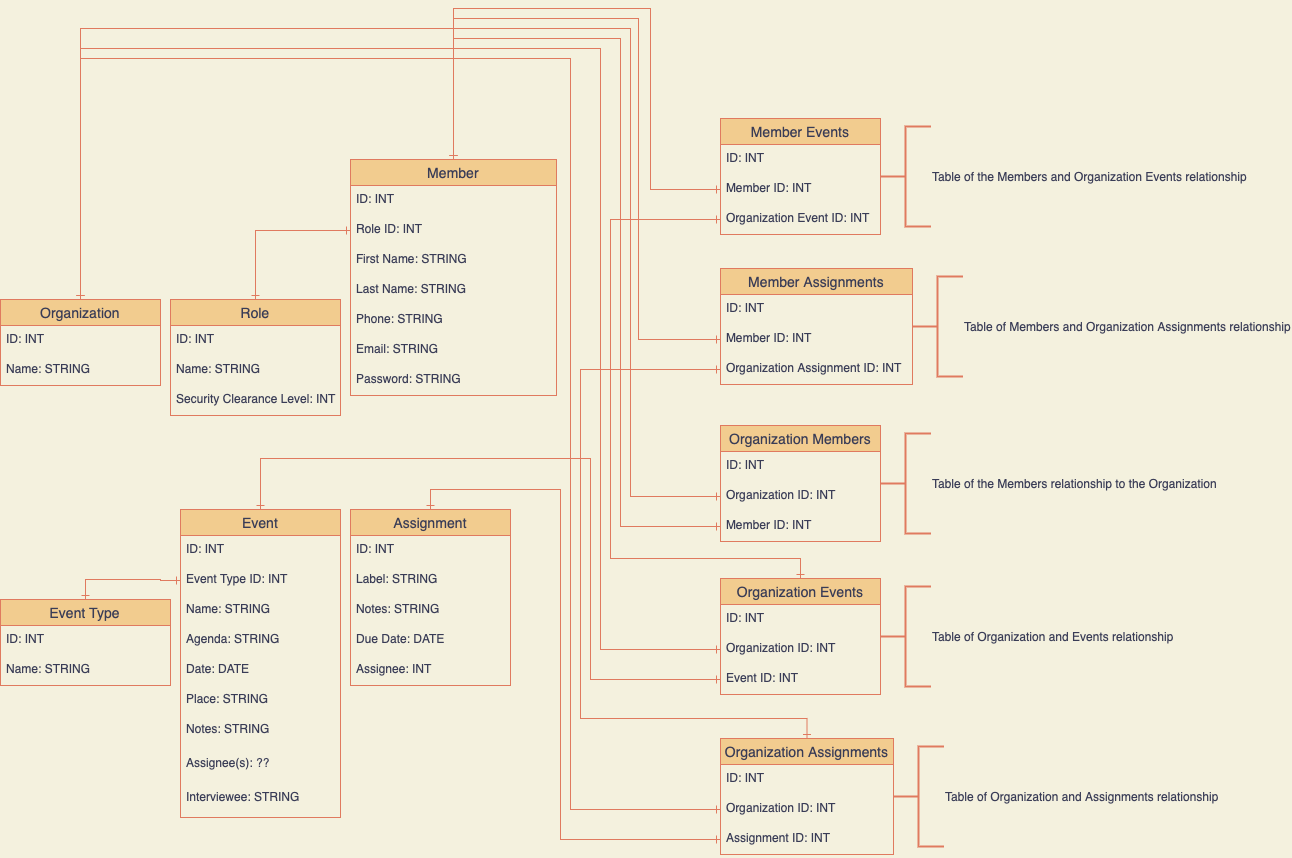 Member
ID: INT
Role ID: INT
First Name: STRING
Last Name: STRING
Phone: STRING
Email: STRING
Password: STRING
Organization
ID: INT
Name: STRING
Role
ID: INT
Name: STRING
Security Clearance Level: INT
Event
ID: INT
Event Type ID: INT
Name: STRING
Agenda: STRING
Date: DATE
Place: STRING
Notes: STRING
Assignee(s): ??
Interviewee: STRING
Assignment
ID: INT
Label: STRING
Notes: STRING
Due Date: DATE
Assignee: INT
Event Type
ID: INT
Name: STRING
Member Events
ID: INT
Member ID: INT
Organization Event ID: INT
Table of the Members and Organization Events relationship
Member Assignments
ID: INT
Member ID: INT
Organization Assignment ID: INT
Table of Members and Organization Assignments relationship
Organization Members
ID: INT
Organization ID: INT
Member ID: INT
Table of the Members relationship to the Organization
Organization Events
ID: INT
Organization ID: INT
Event ID: INT
Table of Organization and Events relationship
Organization Assignments
ID: INT
Organization ID: INT
Assignment ID: INT
Table of Organization and Assignments relationship